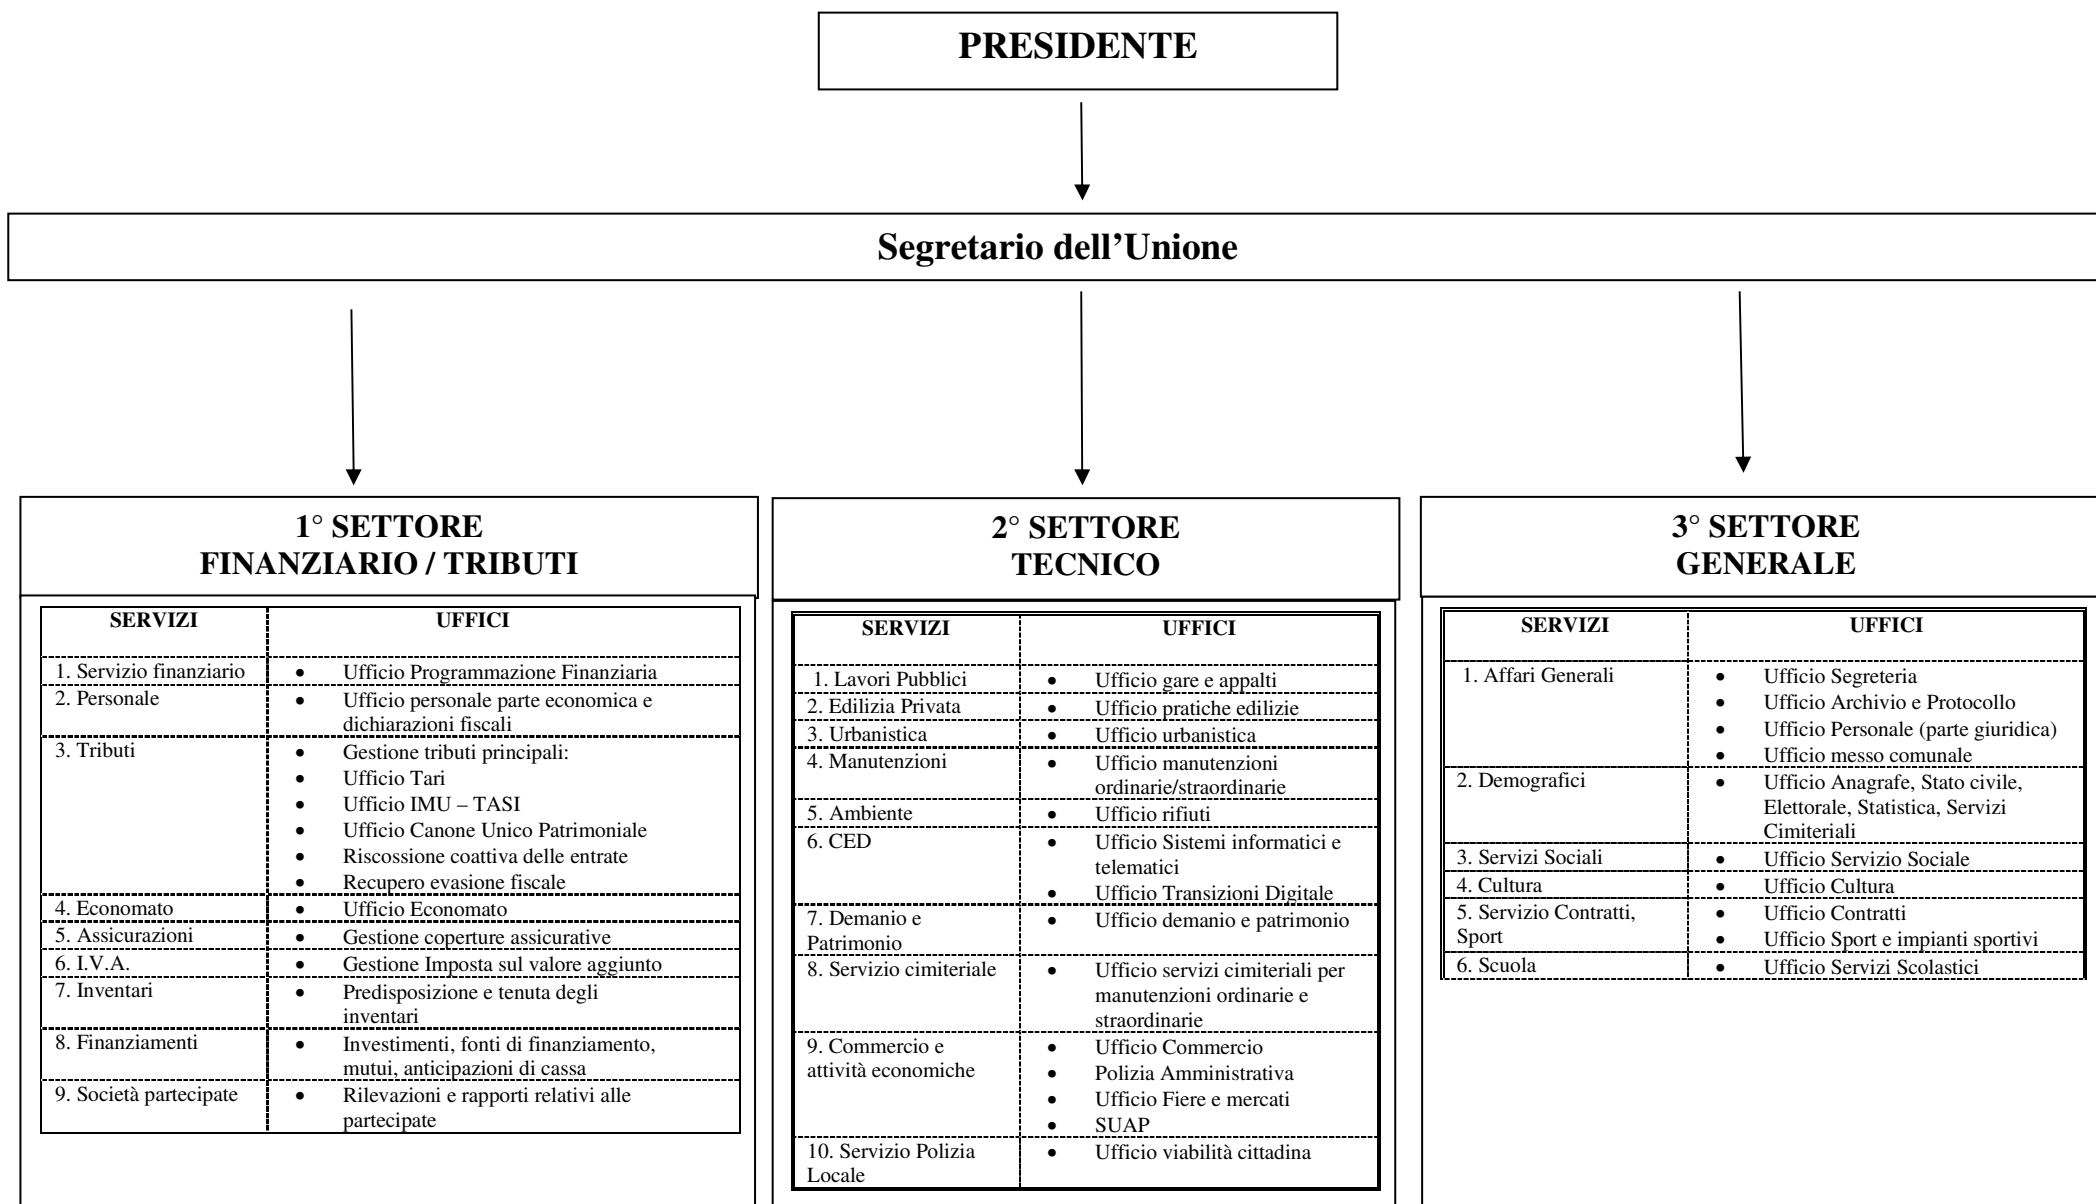 PRESIDENTE
Segretario dell’Unione
1° SETTORE
FINANZIARIO / TRIBUTI
SERVIZI UFFICI
1. Servizio finanziario • Ufficio Programmazione Finanziaria
2. Personale • Ufficio personale parte economica e
dichiarazioni fiscali
3. Tributi • Gestione tributi principali:
• Ufficio Tari
• Ufficio IMU – TASI
• Ufficio Canone Unico Patrimoniale
• Riscossione coattiva delle entrate
• Recupero evasione fiscale
4. Economato • Ufficio Economato
5. Assicurazioni • Gestione coperture assicurative
6. I.V.A. • Gestione Imposta sul valore aggiunto
7. Inventari • Predisposizione e tenuta degli
inventari
8. Finanziamenti • Investimenti, fonti di finanziamento,
mutui, anticipazioni di cassa
9. Società partecipate • Rilevazioni e rapporti relativi alle
partecipate
2° SETTORE
TECNICO
SERVIZI UFFICI
1. Lavori Pubblici • Ufficio gare e appalti
2. Edilizia Privata • Ufficio pratiche edilizie
3. Urbanistica • Ufficio urbanistica
4. Manutenzioni • Ufficio manutenzioni
ordinarie/straordinarie
5. Ambiente • Ufficio rifiuti
6. CED • Ufficio Sistemi informatici e
telematici
• Ufficio Transizioni Digitale
7. Demanio e • Ufficio demanio e patrimonio
Patrimonio
8. Servizio cimiteriale • Ufficio servizi cimiteriali per
manutenzioni ordinarie e
straordinarie
9. Commercio e • Ufficio Commercio
attività economiche • Polizia Amministrativa
• Ufficio Fiere e mercati
• SUAP
10. Servizio Polizia • Ufficio viabilità cittadina
Locale
3° SETTORE
GENERALE
SERVIZI UFFICI
1. Affari Generali • Ufficio Segreteria
• Ufficio Archivio e Protocollo
• Ufficio Personale (parte giuridica)
• Ufficio messo comunale
2. Demografici • Ufficio Anagrafe, Stato civile,
Elettorale, Statistica, Servizi
Cimiteriali
3. Servizi Sociali • Ufficio Servizio Sociale
4. Cultura • Ufficio Cultura
5. Servizio Contratti, • Ufficio Contratti
Sport • Ufficio Sport e impianti sportivi
6. Scuola • Ufficio Servizi Scolastici